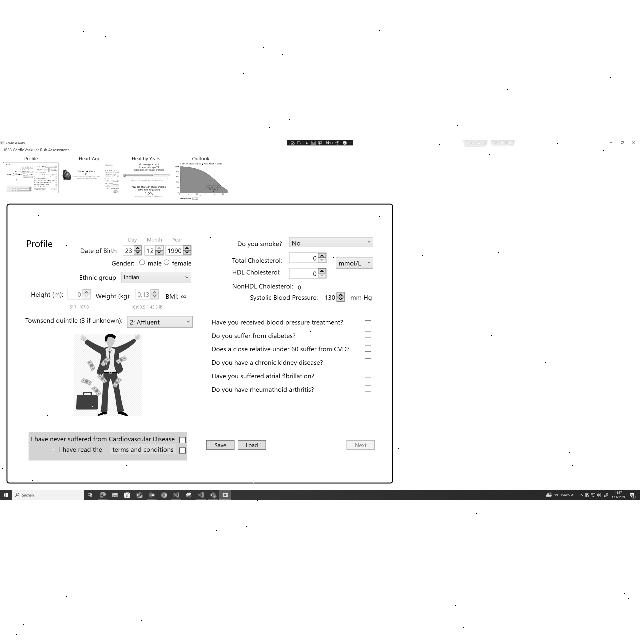 Profile
Outlook
Profile
Day Month Year
Date of Birth 23 12 1990
Gender: male female
Ethnic group Indian
Height (m): 0 Weight (kg) 0.13 BMI: ∞
Townsend quintile (3 if unknown): 2: Affluent
I have never suffered from Cardiovascular Disease
I have read the terms and conditions
Do you smoke? No
Total Cholesterol: 0
mmol/L
HDL Cholesterol: 0
NonHDL Cholesterol: 0
Systolic Blood Pressure: 130 mm Hg
Have you received blood pressure treatment?
Do you suffer from diabetes?
Does a close relative under 60 suffer from CVD?
Do you have a chronic kidney disease?
Have you suffered atrial fibrillation?
Do you have rheumathoid arthritis?
Save Load Next